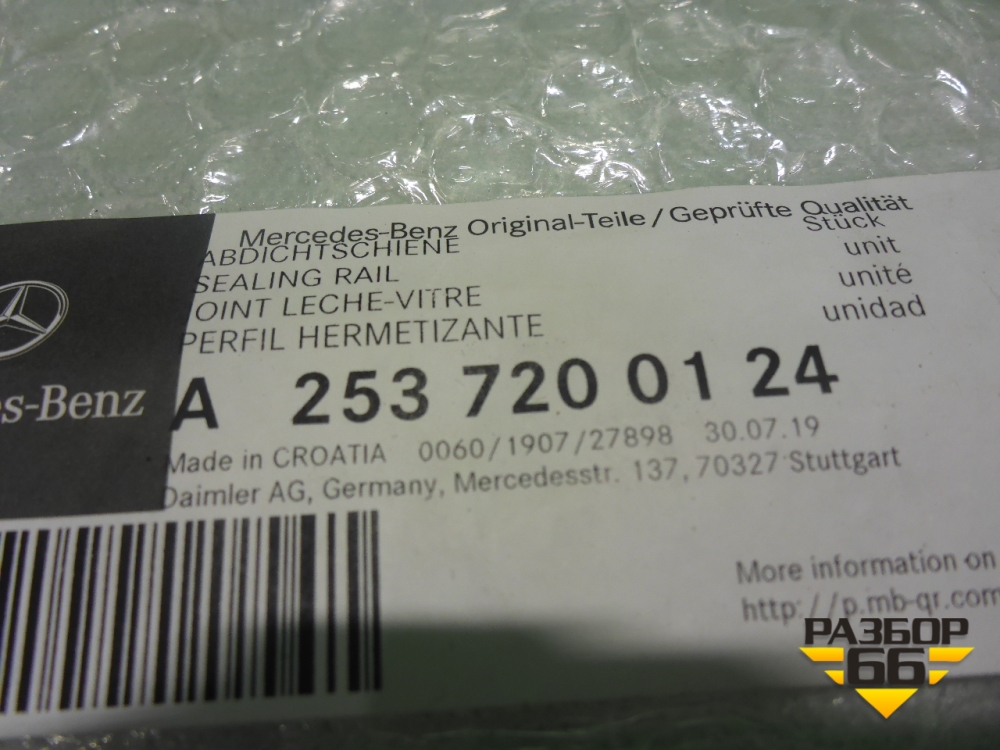 Mercedes-Benz Original-Teile / Geprüfte Qualität
ABDICHTSCHIENE Stück
SEALING RAIL unit
OINT LECHE-VITRE unité
PERFIL HERMETIZANTE unidad
es-Benz
A 253 720 01 24
Made in CROATIA 0060/1907/27898 30.07.19
Daimler AG, Germany, Mercedesstr. 137, 70327 Stuttgart
More information on
http://p.mb-qr.com
РАЗБОР
66